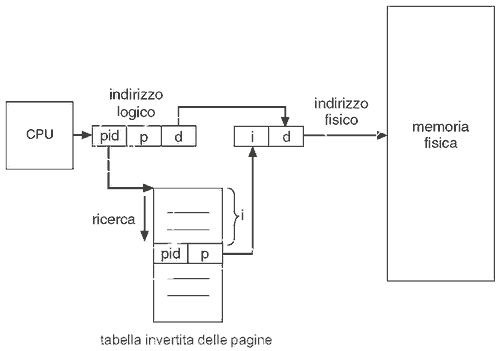 indirizzo
logico
indirizzo
fisico
CPU
pid p d
i d
memoria
fisica
ricerca
i
pid p
tabella invertita delle pagine